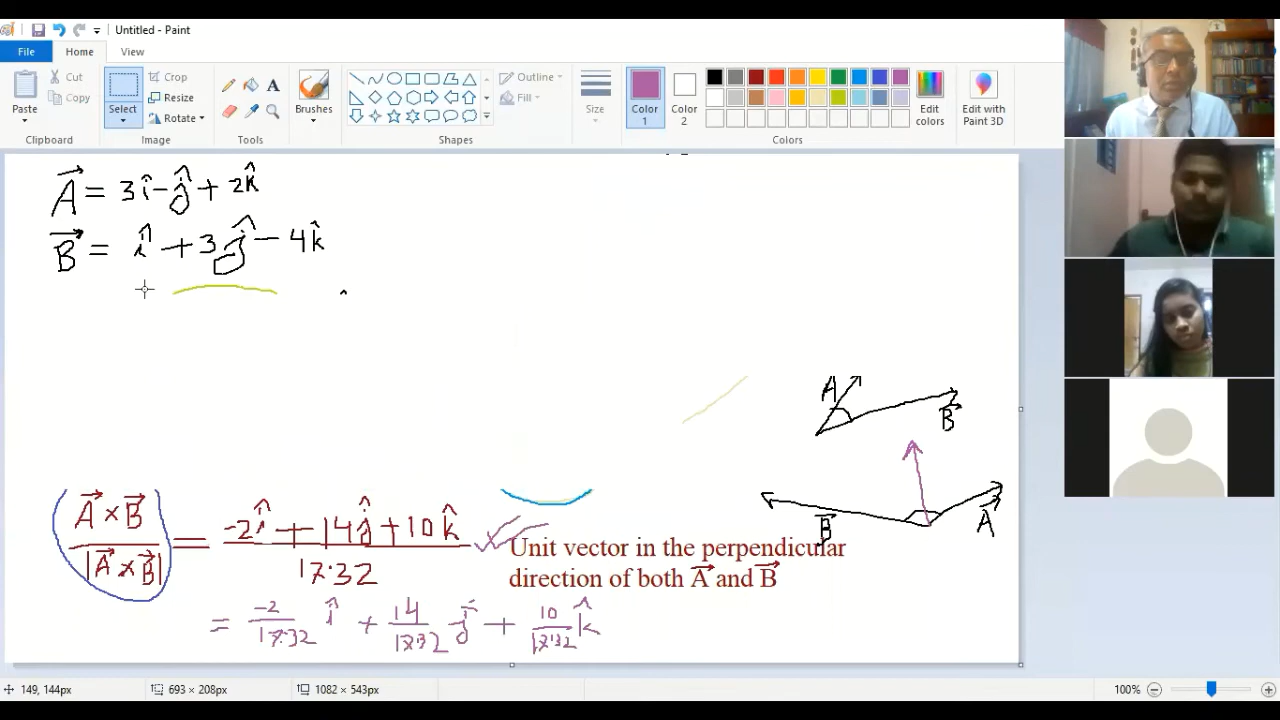 Untitled - Paint
File Home View
Paste
Cut
Copy
Clipboard
Select
Crop
Resize
Rotate
Image
A
Tools
Brushes
Shapes
Outline
Fill
Size
Color 1
Color 2
Edit colors
Edit with Paint 3D
Colors
A⃗ = 3î - ĵ + 2k̂
B⃗ = î + 3ĵ - 4k̂
A
B⃗
B⃗
A⃗
A⃗ × B⃗ / |A⃗ × B⃗| = -2î + 14ĵ + 10k̂ / 17.32
Unit vector in the perpendicular
direction of both A⃗ and B⃗
= -2/17.32 î + 14/17.32 ĵ + 10/17.32 k̂
149, 144px
693 × 208px
1082 × 543px
100%